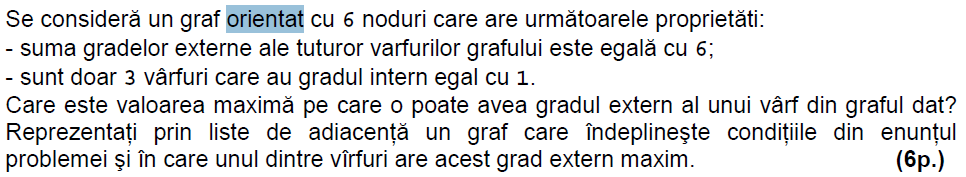 Se consideră un graf orientat cu 6 noduri care are următoarele proprietăti:
- suma gradelor externe ale tuturor varfurilor grafului este egală cu 6;
- sunt doar 3 vârfuri care au gradul intern egal cu 1.
Care este valoarea maximă pe care o poate avea gradul extern al unui vârf din graful dat?
Reprezentați prin liste de adiacență un graf care îndeplineşte condițiile din enunțul
problemei şi în care unul dintre vîrfuri are acest grad extern maxim. (6p.)